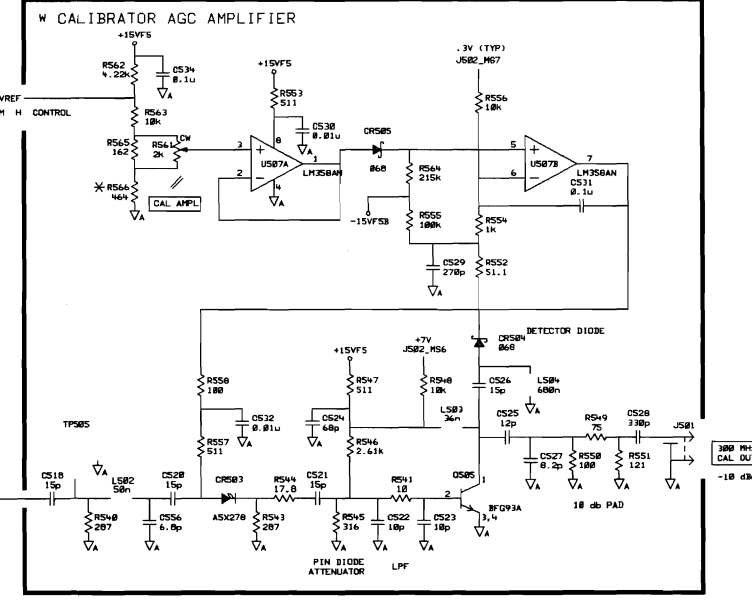 W CALIBRATOR AGC AMPLIFIER
+15VF5
R562
4.22k
C534
0.1u
A
VREF
M H CONTROL
R563
10k
R565
162
R561
2k
CW
*R566
464
CAL AMPL
A
+15VF5
R553
511
C530
0.01u
A
3
+
8
U507A
1
LM358AN
2
-
4
A
CR505
068
R564
215k
-15VF5B
R555
100k
C529
270p
A
.3V (TYP)
J502_MS7
R556
10k
5
+
U507B
7
LM358AN
6
-
C531
0.1u
R554
1k
R552
51.1
DETECTOR DIODE
CR504
068
C526
15p
L504
680n
A
+7V
J502_MS6
R548
10k
L503
36n
+15VF5
R547
511
C524
68p
A
R546
2.61k
R558
100
C532
0.01u
A
R557
511
TP505
A
C518
15p
L502
50n
C520
15p
R540
287
A
C556
6.8p
A
CR503
A5X278
R544
17.8
C521
15p
R543
287
A
R545
316
A
C522
10p
A
R541
10
C523
10p
A
PIN DIODE
ATTENUATOR
LPF
Q505
1
2
BFG93A
3,4
A
C525
12p
C527
8.2p
A
R550
100
A
R549
75
R551
121
A
C528
330p
J501
A
10 db PAD
300 MH
CAL OU
-10 dB